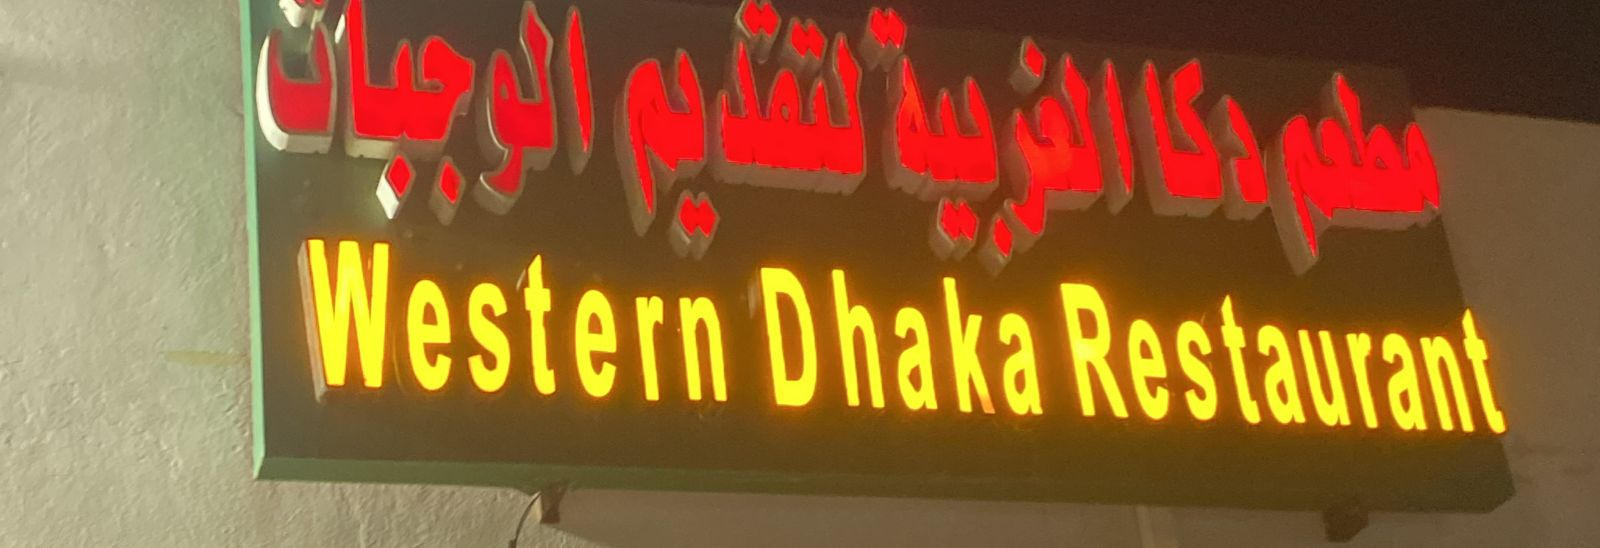 مطعم دكا الغربية لتقديم الوجبات
Western Dhaka Restaurant